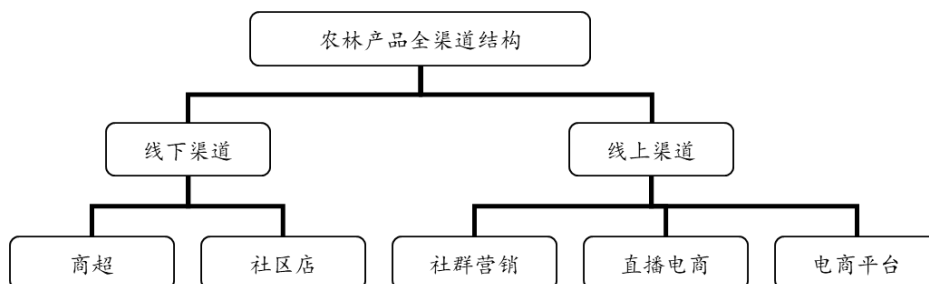 农林产品全渠道结构
线下渠道
线上渠道
商超
社区店
社群营销
直播电商
电商平台